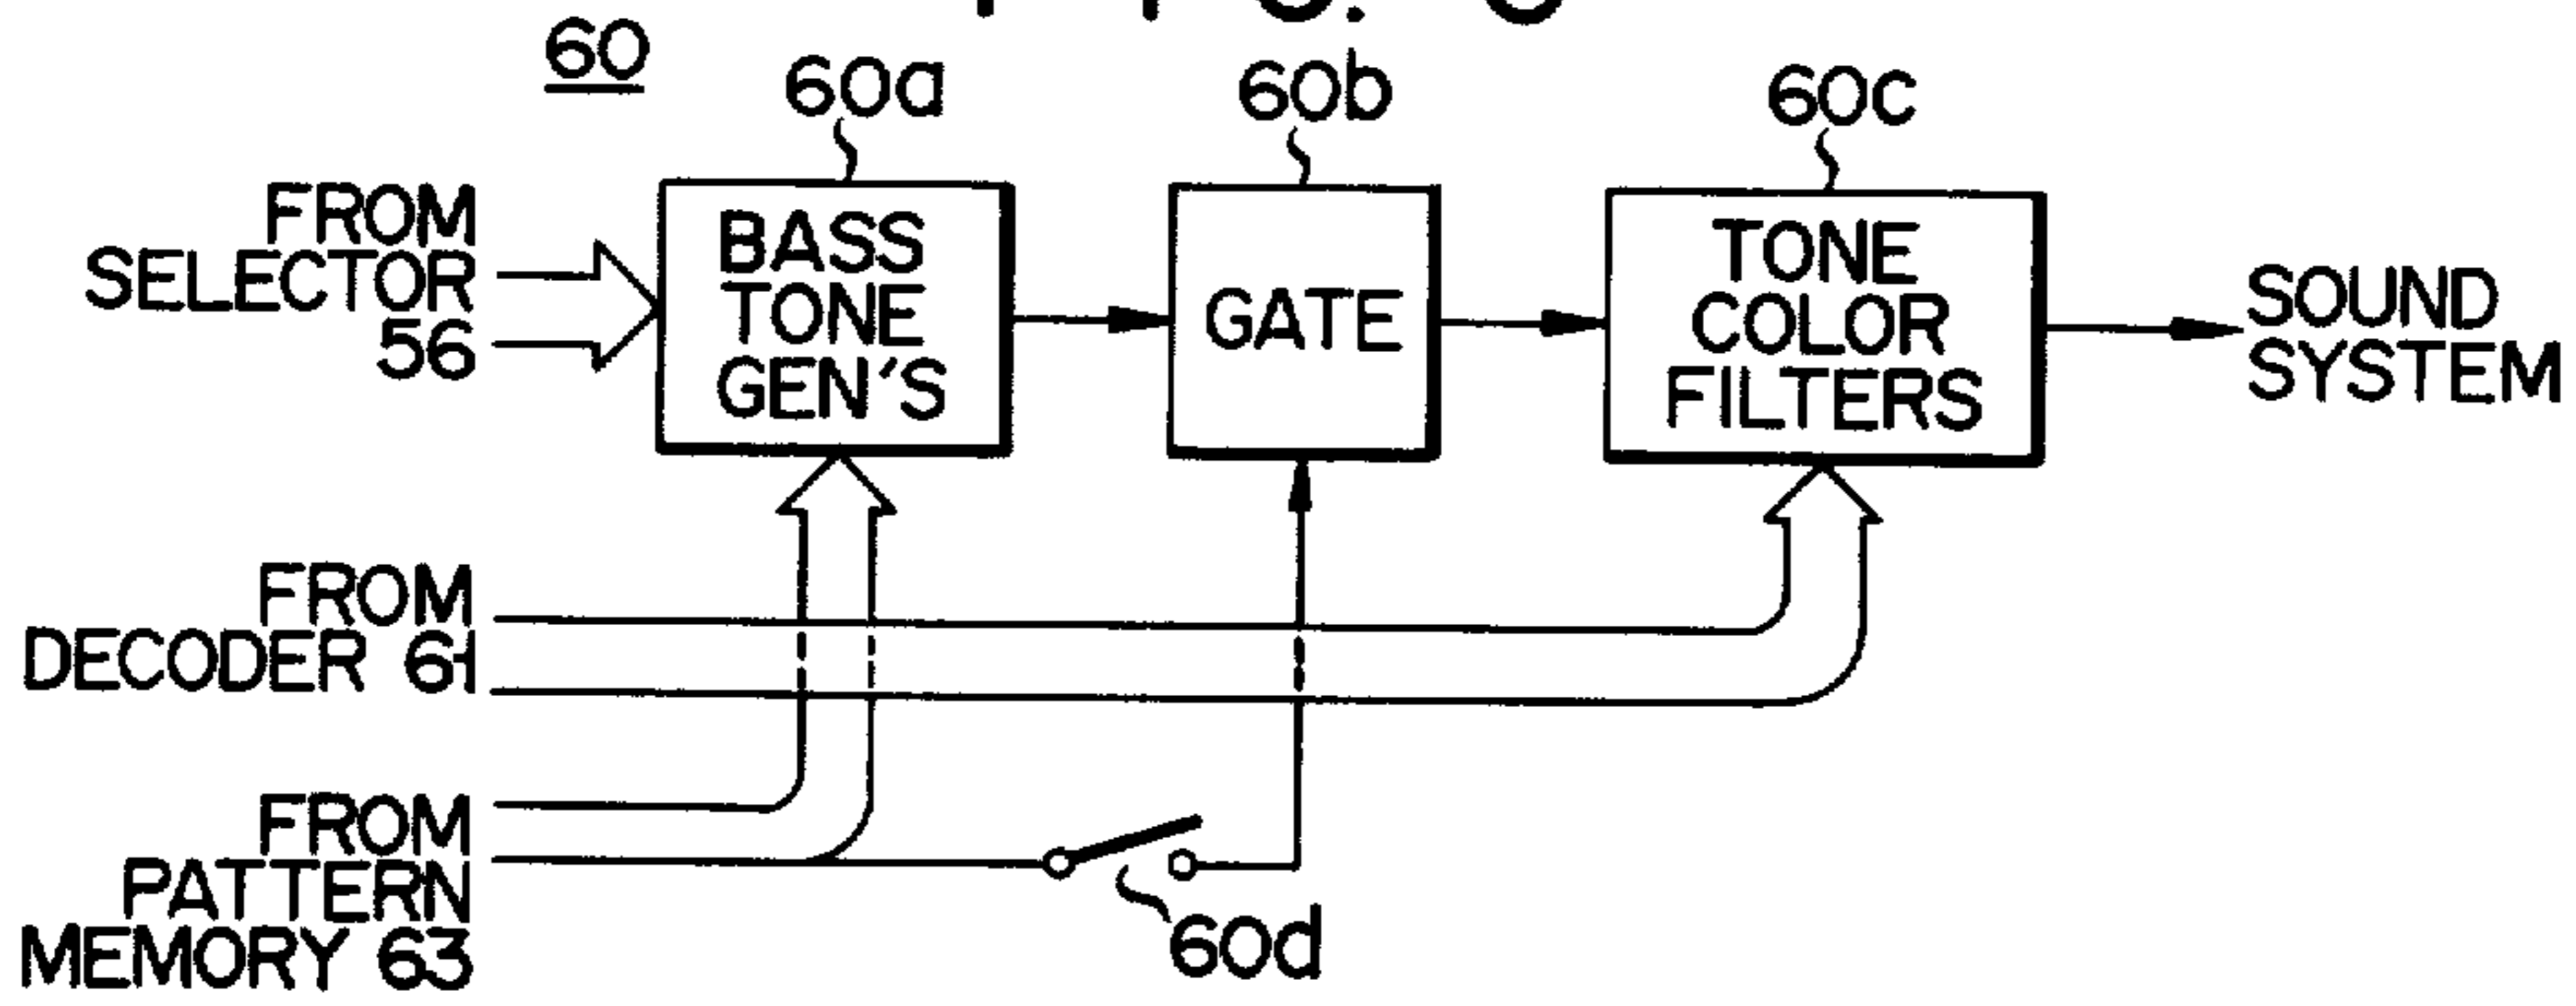 60
60a
60b
60c
FROM
SELECTOR
56
BASS
TONE
GEN'S
GATE
TONE
COLOR
FILTERS
SOUND
SYSTEM
FROM
DECODER 61
FROM
PATTERN
MEMORY 63
60d